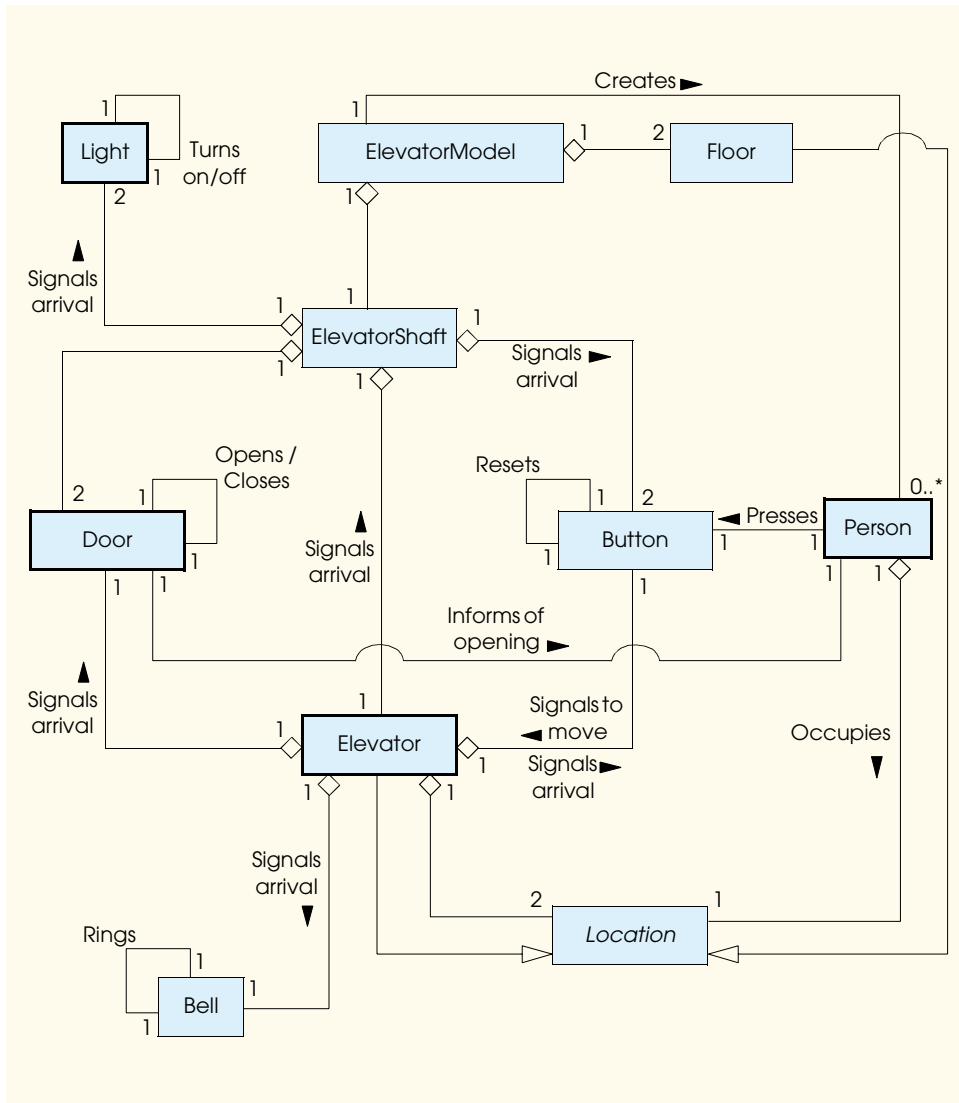 Creates
1
1
Light
ElevatorModel
1
2
Floor
Turns
on/off
1
2
1
Signals
arrival
1
1
ElevatorShaft
1
1
1
Signals
arrival
Opens /
Closes
Resets
2
1
1
2
0..*
Door
Button
Presses
Person
1
1
1
1
1
1
1
1
1
Signals
arrival
Informs of
opening
Signals
arrival
1
1
Elevator
1
Signals to
move
Signals
arrival
Occupies
1
1
Signals
arrival
2
1
Location
Rings
1
1
Bell
1